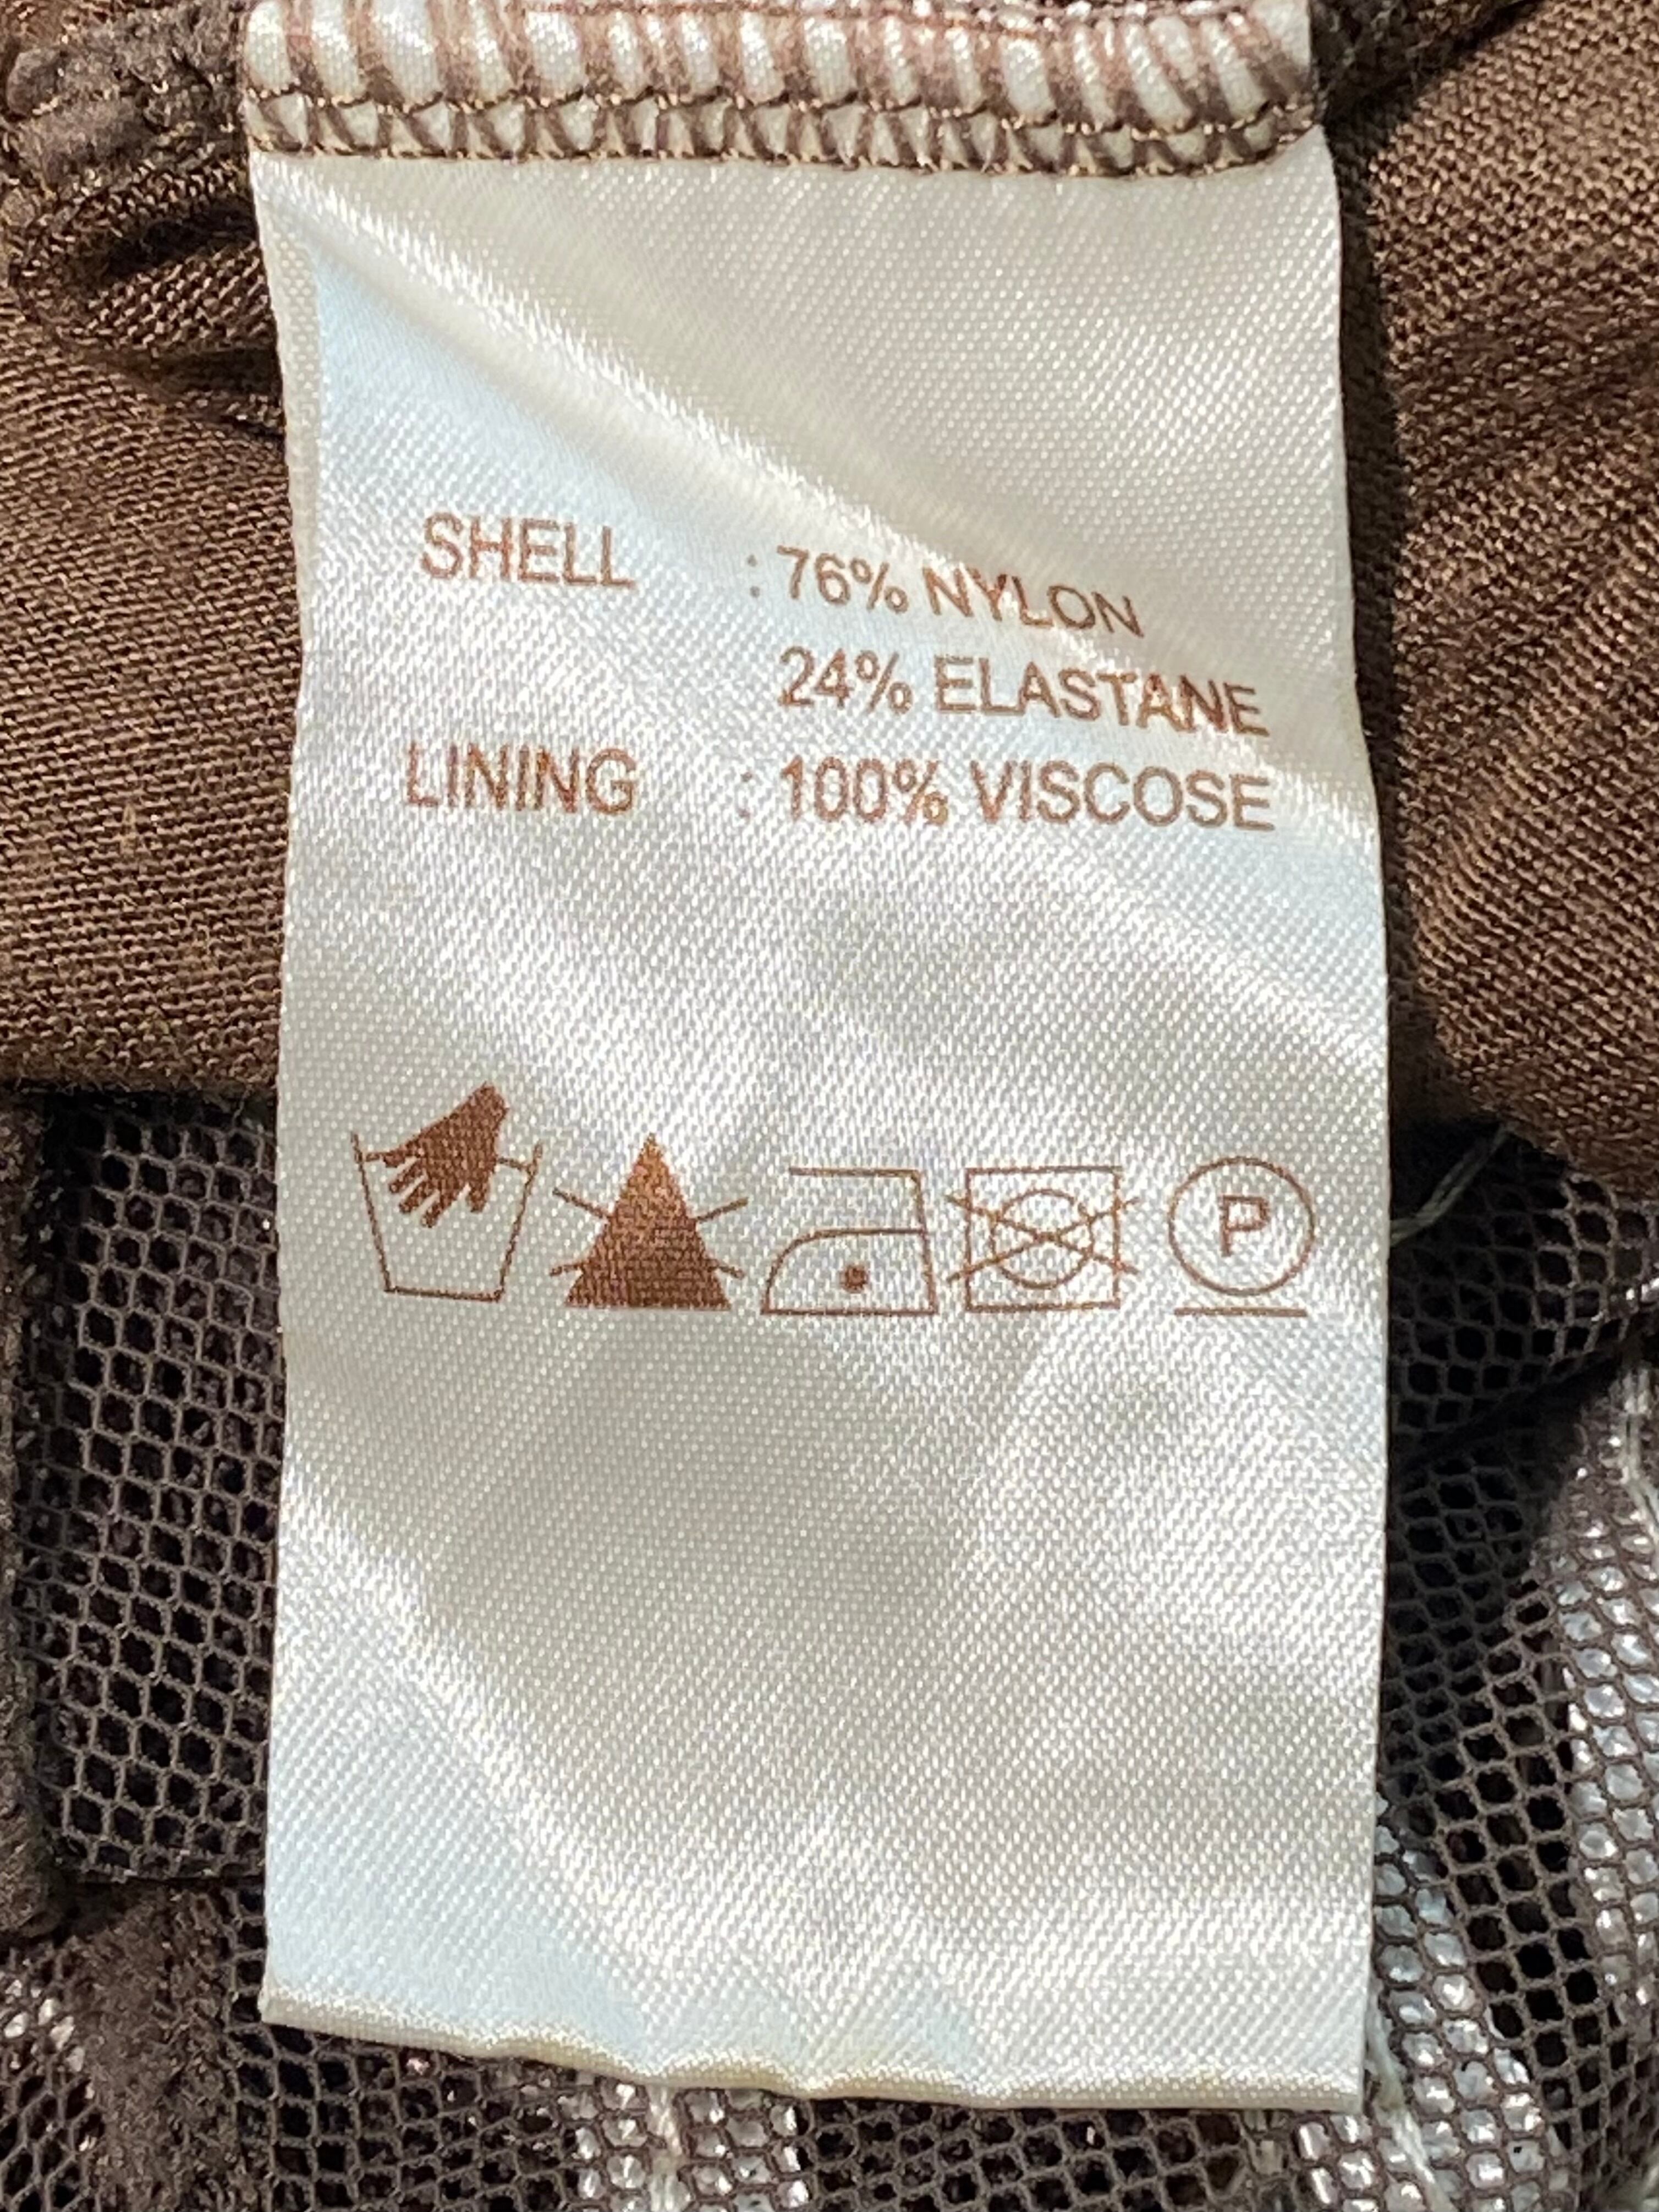 SHELL : 76% NYLON
24% ELASTANE
LINING : 100% VISCOSE
P